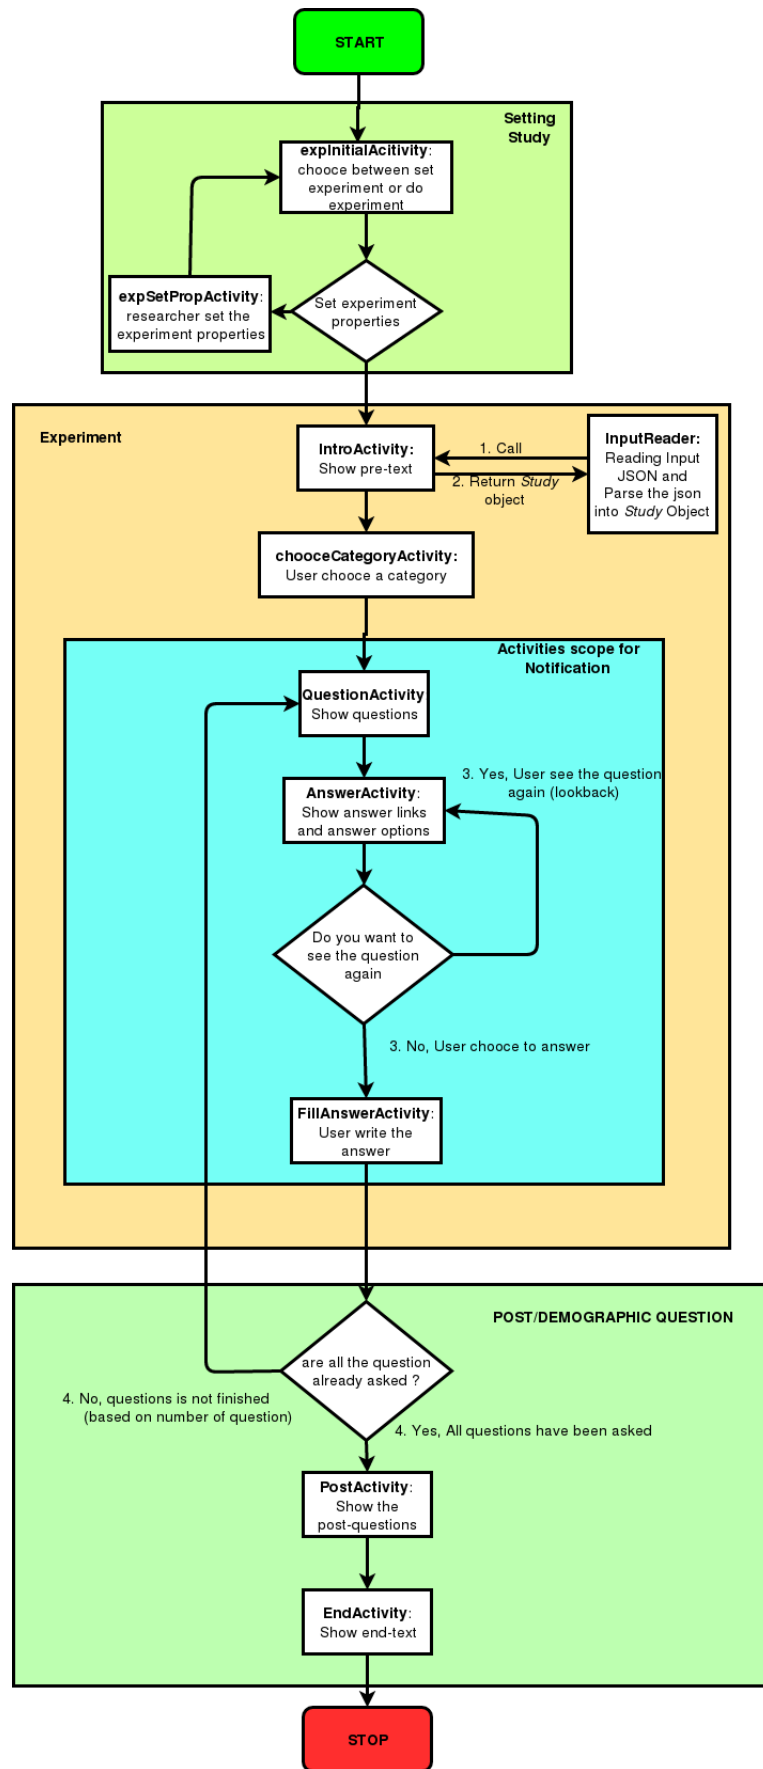 START
Setting
Study
expInitialAcitivity:
chooce between set
experiment or do
experiment
expSetPropActivity:
researcher set the
experiment properties
Set experiment
properties
Experiment
IntroActivity:
Show pre-text
1. Call
2. Return Study
object
InputReader:
Reading Input
JSON and
Parse the json
into Study Object
chooceCategoryActivity:
User chooce a category
Activities scope for
Notification
QuestionActivity
Show questions
AnswerActivity:
Show answer links
and answer options
3. Yes, User see the question
again (lookback)
Do you want to
see the question
again
3. No, User chooce to answer
FillAnswerActivity:
User write the
answer
POST/DEMOGRAPHIC QUESTION
are all the question
already asked ?
4. No, questions is not finished
(based on number of question)
4. Yes, All questions have been asked
PostActivity:
Show the
post-questions
EndActivity:
Show end-text
STOP